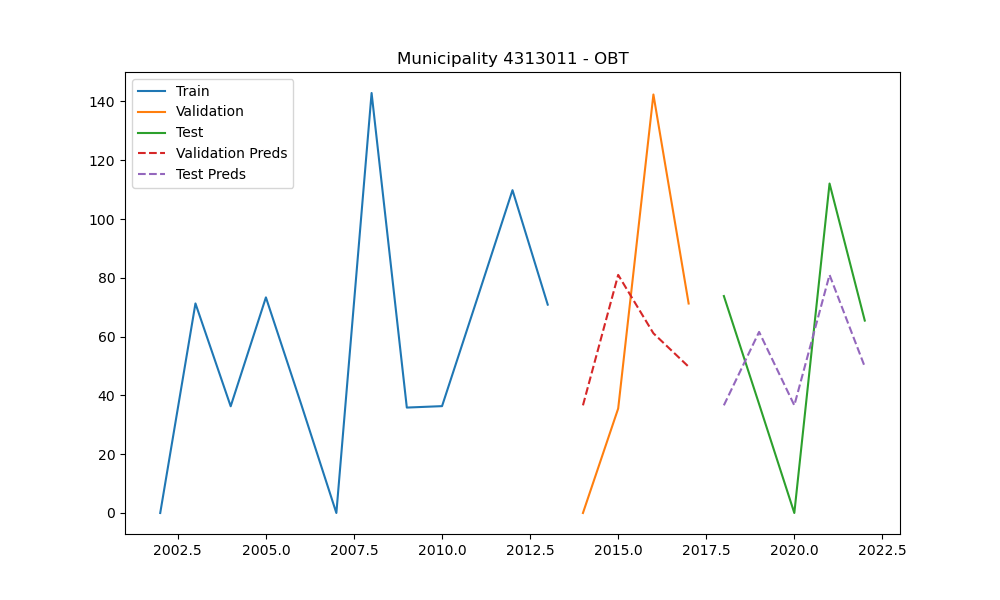 Municipality 4313011 - OBT
Train
Validation
Test
Validation Preds
Test Preds
140
120
100
80
60
40
20
0
2002.5 2005.0 2007.5 2010.0 2012.5 2015.0 2017.5 2020.0 2022.5